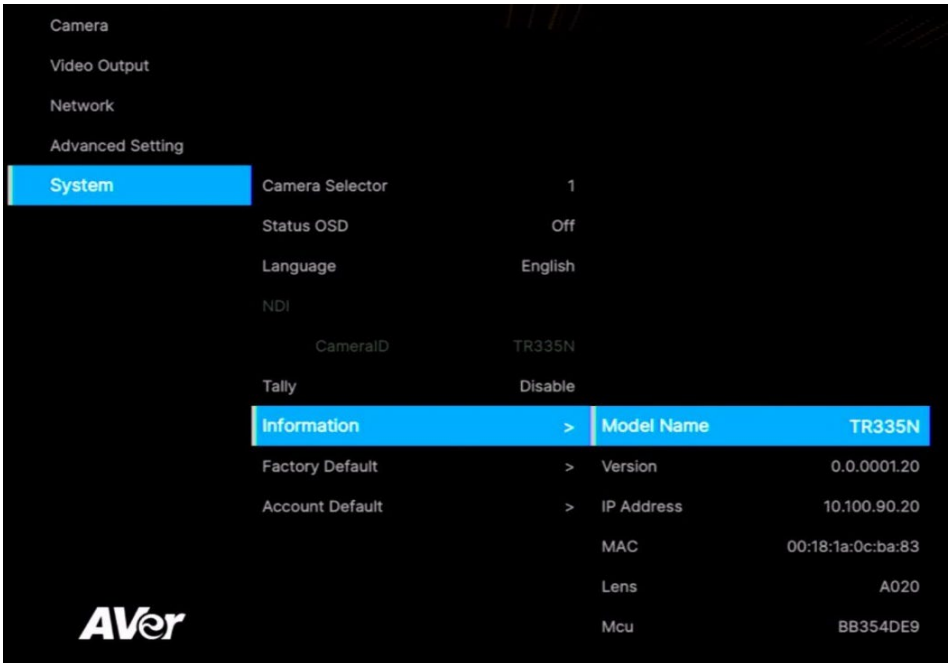 Camera
Video Output
Network
Advanced Setting
System
Camera Selector 1
Status OSD Off
Language English
NDI
CameraID TR335N
Tally Disable
Information >
Factory Default >
Account Default >
Model Name TR335N
Version 0.0.0001.20
IP Address 10.100.90.20
MAC 00:18:1a:0c:ba:83
Lens A020
Mcu BB354DE9
AVer